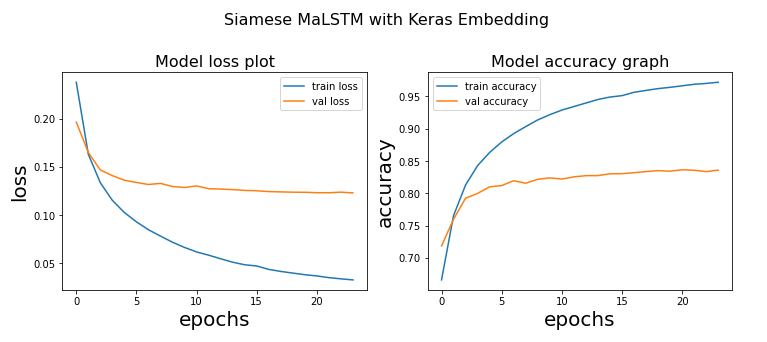 Siamese MaLSTM with Keras Embedding
Model loss plot
train loss
val loss
0.20
0.15
0.10
0.05
loss
0
5
10
15
20
epochs
Model accuracy graph
train accuracy
val accuracy
0.95
0.90
0.85
0.80
0.75
0.70
accuracy
0
5
10
15
20
epochs